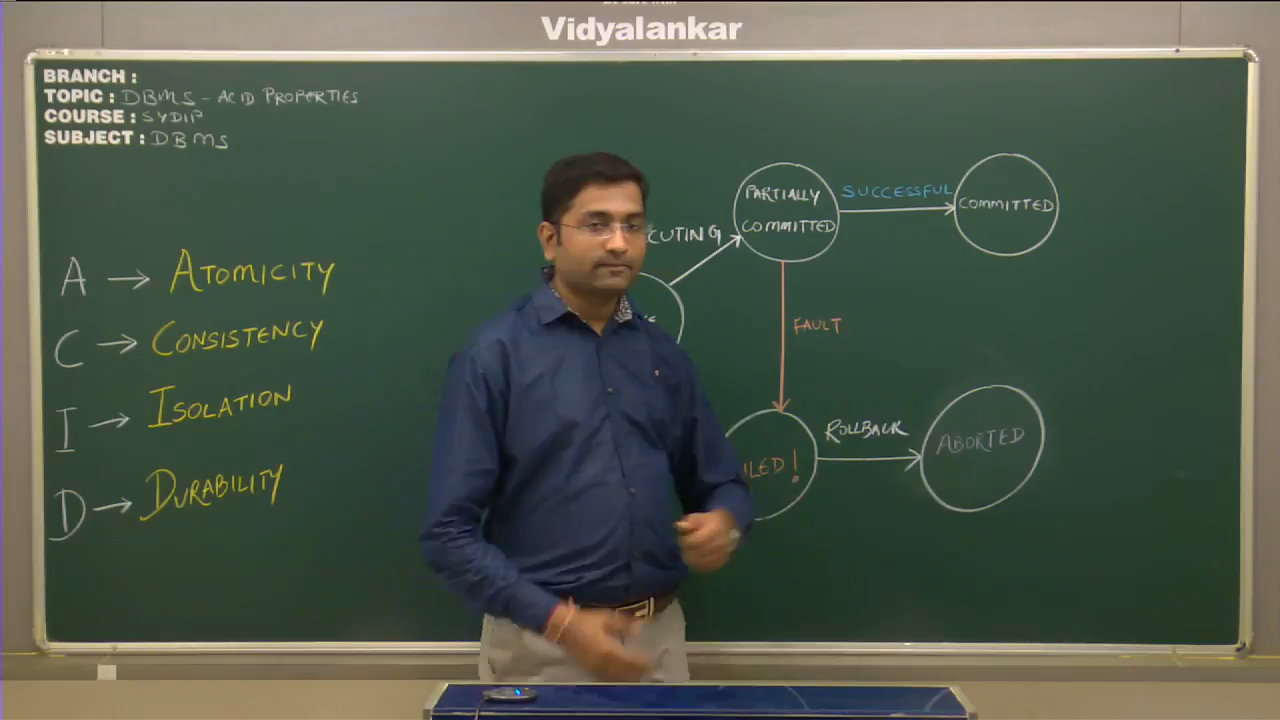 Vidyalankar
BRANCH :
TOPIC : DBMS - ACID PROPERTIES
COURSE : SYDIP
SUBJECT : DBMS
A → ATOMICITY
C → CONSISTENCY
I → ISOLATION
D → DURABILITY
CUTING
PARTIALLY
COMMITTED
SUCCESSFUL
COMMITTED
FAULT
ILED!
ROLLBACK
ABORTED